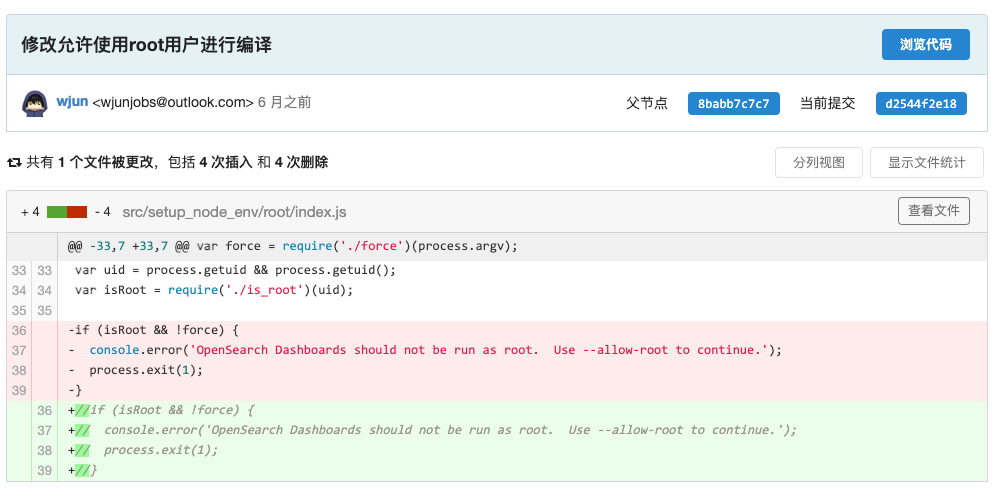 修改允许使用root用户进行编译
浏览代码
wjun <wjunjobs@outlook.com> 6 月之前
父节点 8babb7c7c7 当前提交 d2544f2e18
共有 1 个文件被更改，包括 4 次插入 和 4 次删除
分列视图 显示文件统计
+ 4 - 4 src/setup_node_env/root/index.js
查看文件
@@ -33,7 +33,7 @@ var force = require('./force')(process.argv);
33 33 var uid = process.getuid && process.getuid();
34 34 var isRoot = require('./is_root')(uid);
35 35
36 -if (isRoot && !force) {
37 -  console.error('OpenSearch Dashboards should not be run as root.  Use --allow-root to continue.');
38 -  process.exit(1);
39 -}
36 +//if (isRoot && !force) {
37 +//  console.error('OpenSearch Dashboards should not be run as root.  Use --allow-root to continue.');
38 +//  process.exit(1);
39 +//}